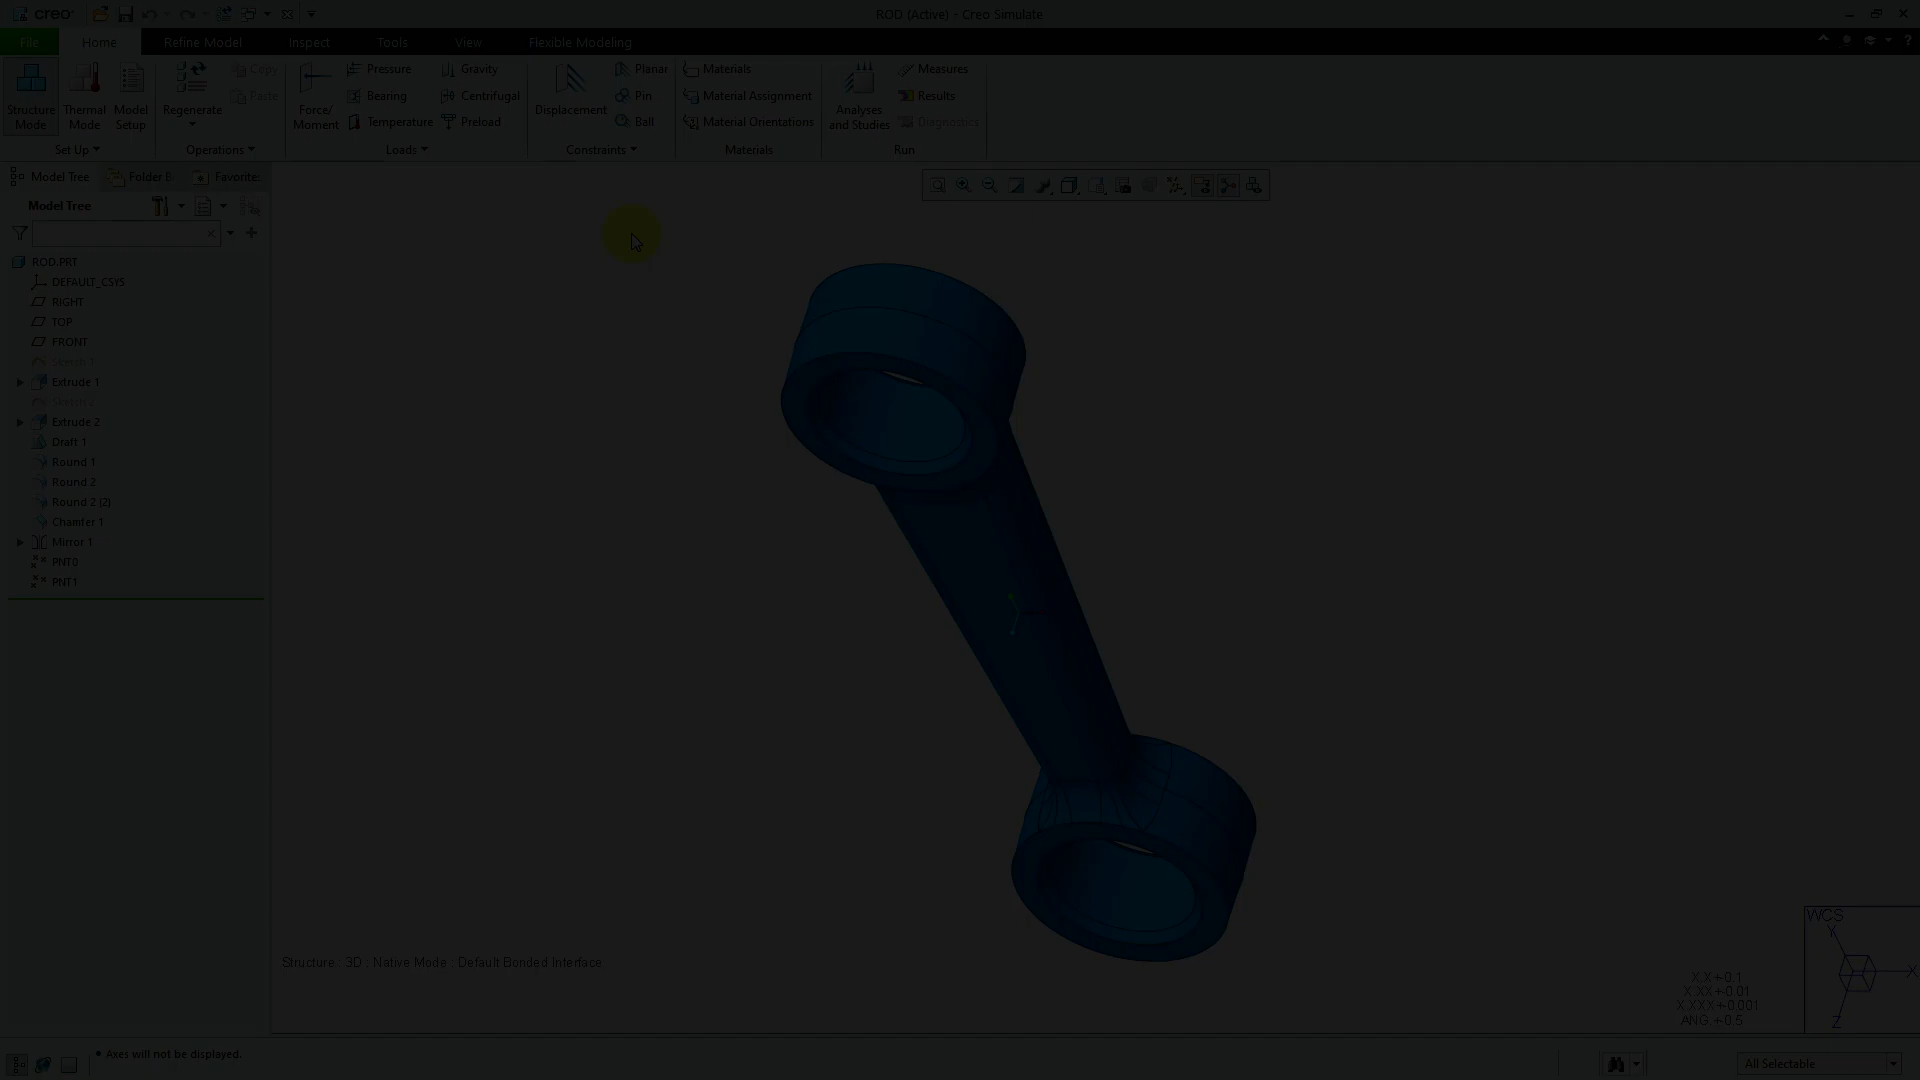 creo
ROD (Active) - Creo Simulate
File
Home
Refine Model
Inspect
Tools
View
Flexible Modeling
Structure
Mode
Thermal
Mode
Model
Setup
Set Up
Regenerate
Copy
Paste
Operations
Force/
Moment
Pressure
Bearing
Temperature
Gravity
Centrifugal
Preload
Loads
Displacement
Planar
Pin
Ball
Constraints
Materials
Material Assignment
Material Orientations
Materials
Analyses
and Studies
Measures
Results
Diagnostics
Run
Model Tree
Folder E
Favorite:
Model Tree
ROD.PRT
DEFAULT_CSYS
RIGHT
TOP
FRONT
Sketch 1
Extrude 1
Sketch 2
Extrude 2
Draft 1
Round 1
Round 2
Round 2 (2)
Chamfer 1
Mirror 1
PNT0
PNT1
Structure : 3D : Native Mode : Default Bonded Interface
X.X +-0.1
X.XX +-0.01
X.XXX +-0.001
ANG. +-0.5
WCS
Y
X
Z
• Axes will not be displayed.
All Selectable